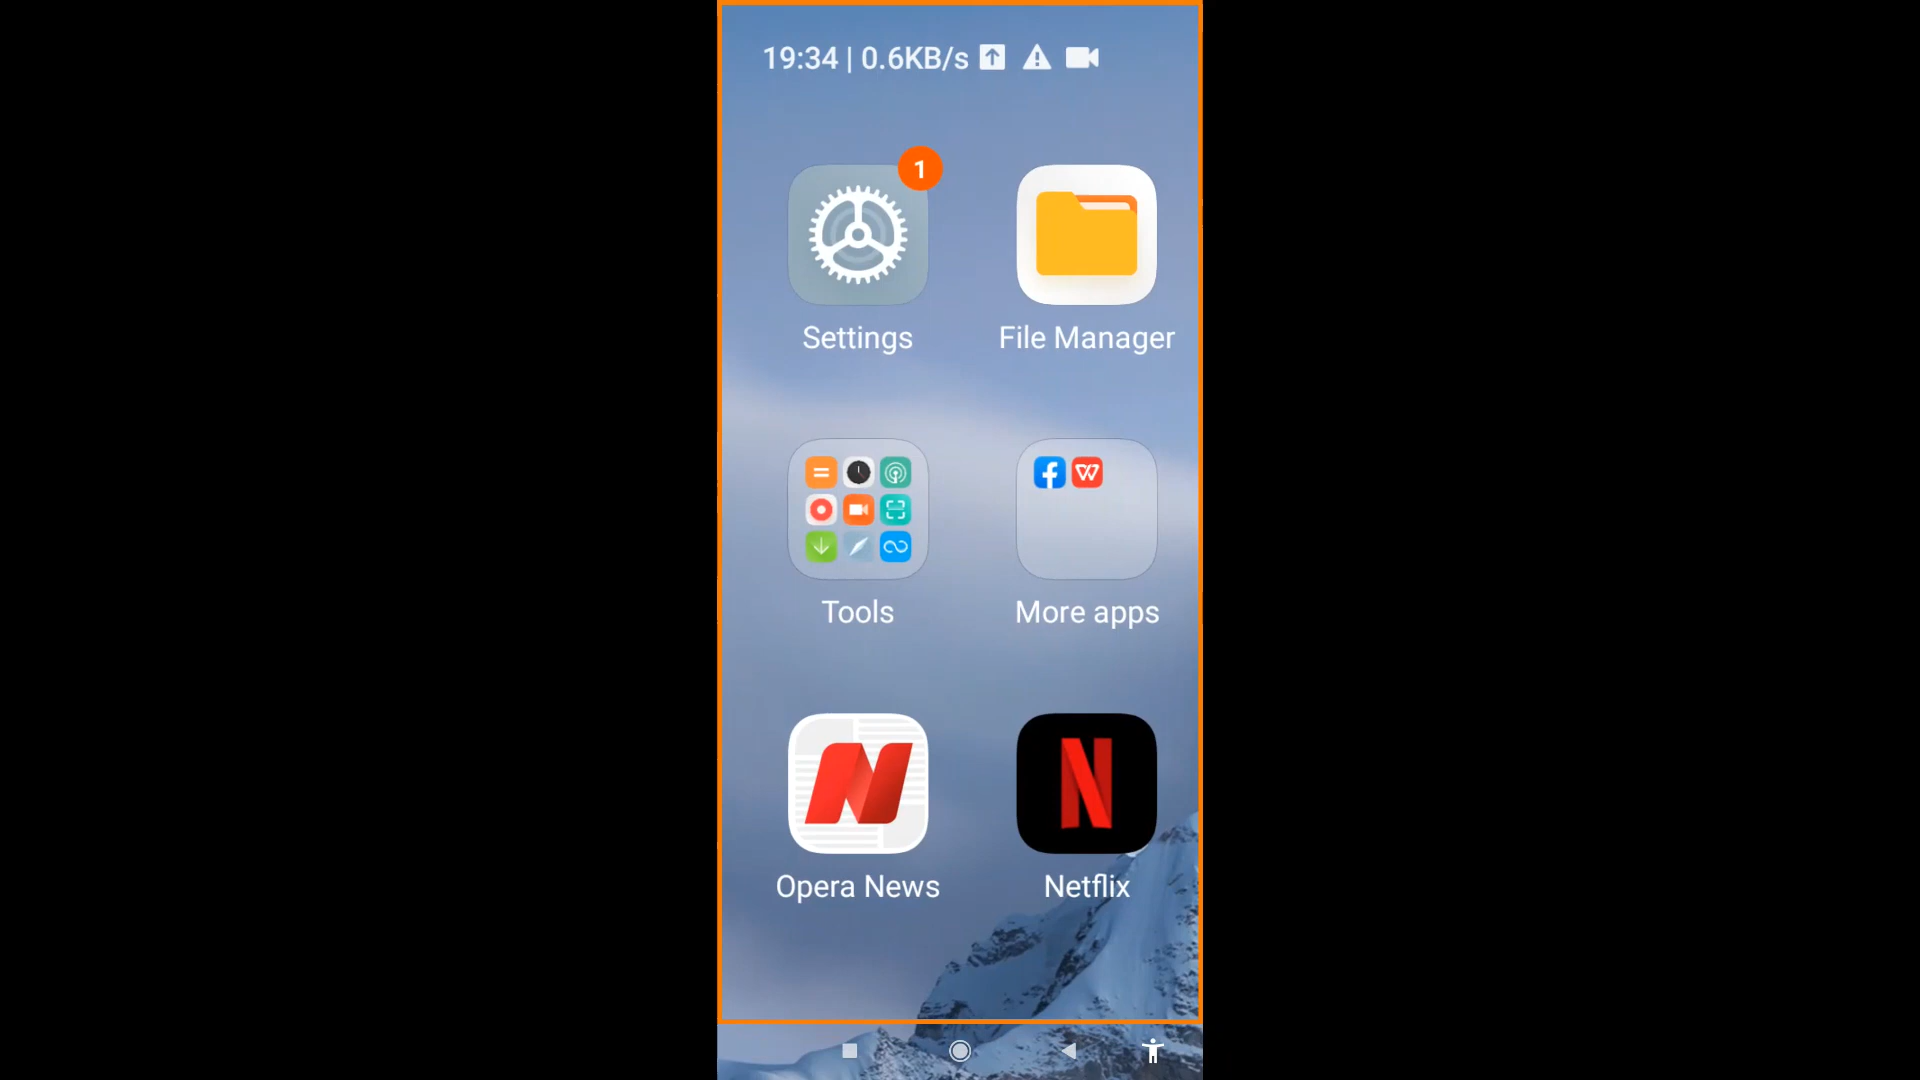 19:34 | 0.6KB/s
1
Settings
File Manager
Tools
More apps
Opera News
Netflix